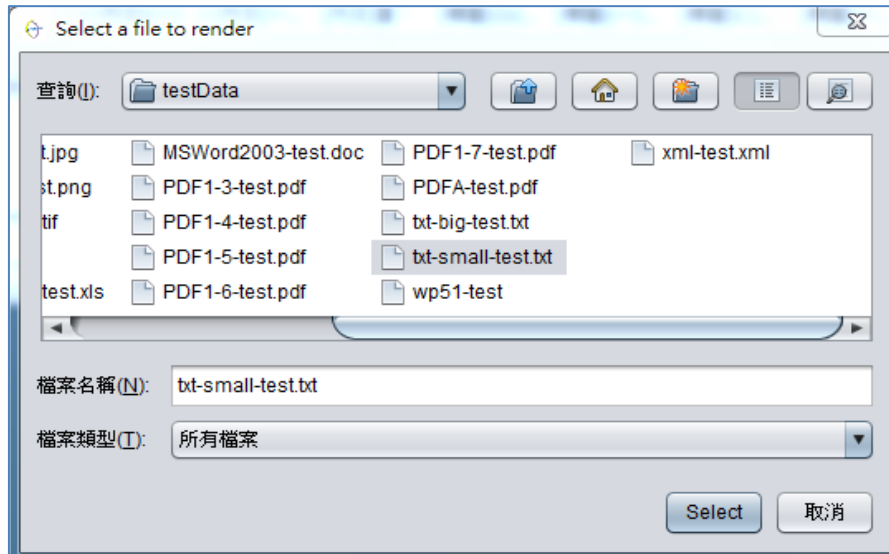 Select a file to render
查詢(I): testData
t.jpg MSWord2003-test.doc PDF1-7-test.pdf xml-test.xml
st.png PDF1-3-test.pdf PDFA-test.pdf
tif PDF1-4-test.pdf txt-big-test.txt
PDF1-5-test.pdf txt-small-test.txt
test.xls PDF1-6-test.pdf wp51-test
檔案名稱(N): txt-small-test.txt
檔案類型(T): 所有檔案
Select 取消